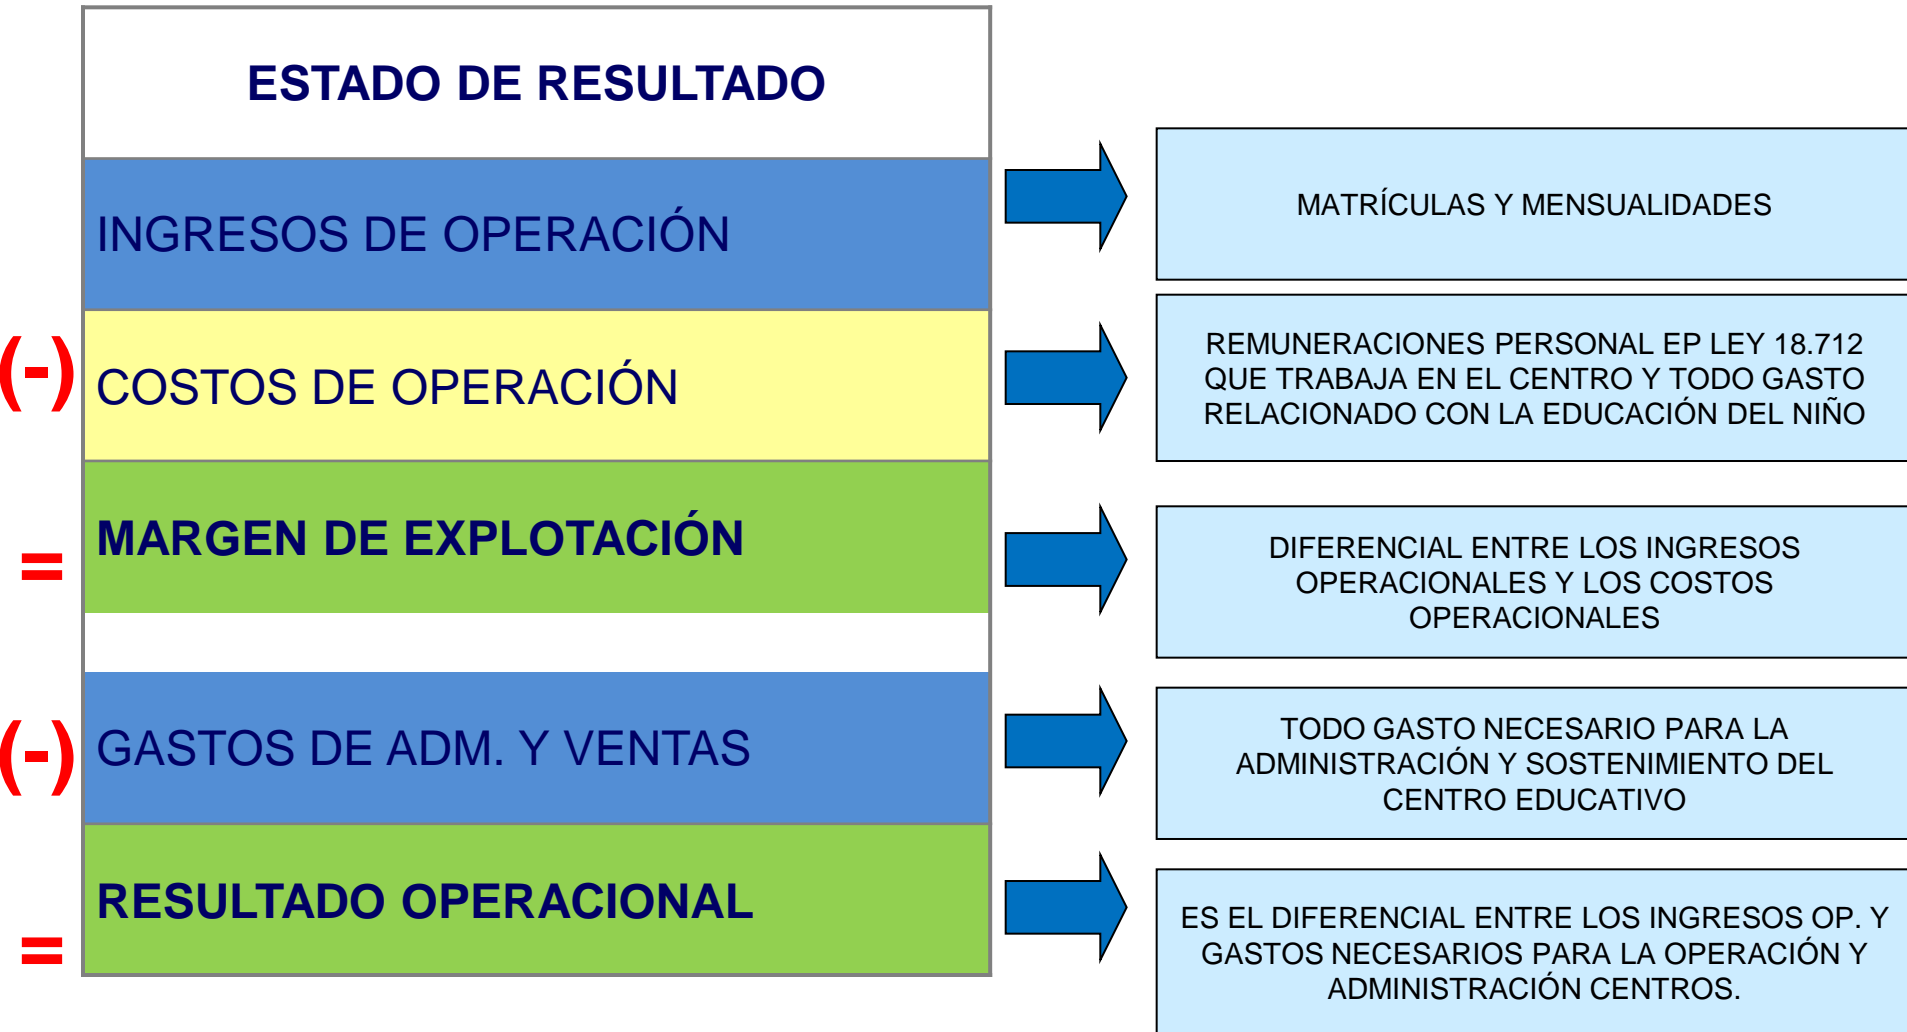 ESTADO DE RESULTADO
INGRESOS DE OPERACIÓN
MATRÍCULAS Y MENSUALIDADES
(-)
COSTOS DE OPERACIÓN
REMUNERACIONES PERSONAL EP LEY 18.712
QUE TRABAJA EN EL CENTRO Y TODO GASTO
RELACIONADO CON LA EDUCACIÓN DEL NIÑO
=
MARGEN DE EXPLOTACIÓN
DIFERENCIAL ENTRE LOS INGRESOS
OPERACIONALES Y LOS COSTOS
OPERACIONALES
(-)
GASTOS DE ADM. Y VENTAS
TODO GASTO NECESARIO PARA LA
ADMINISTRACIÓN Y SOSTENIMIENTO DEL
CENTRO EDUCATIVO
=
RESULTADO OPERACIONAL
ES EL DIFERENCIAL ENTRE LOS INGRESOS OP. Y
GASTOS NECESARIOS PARA LA OPERACIÓN Y
ADMINISTRACIÓN CENTROS.